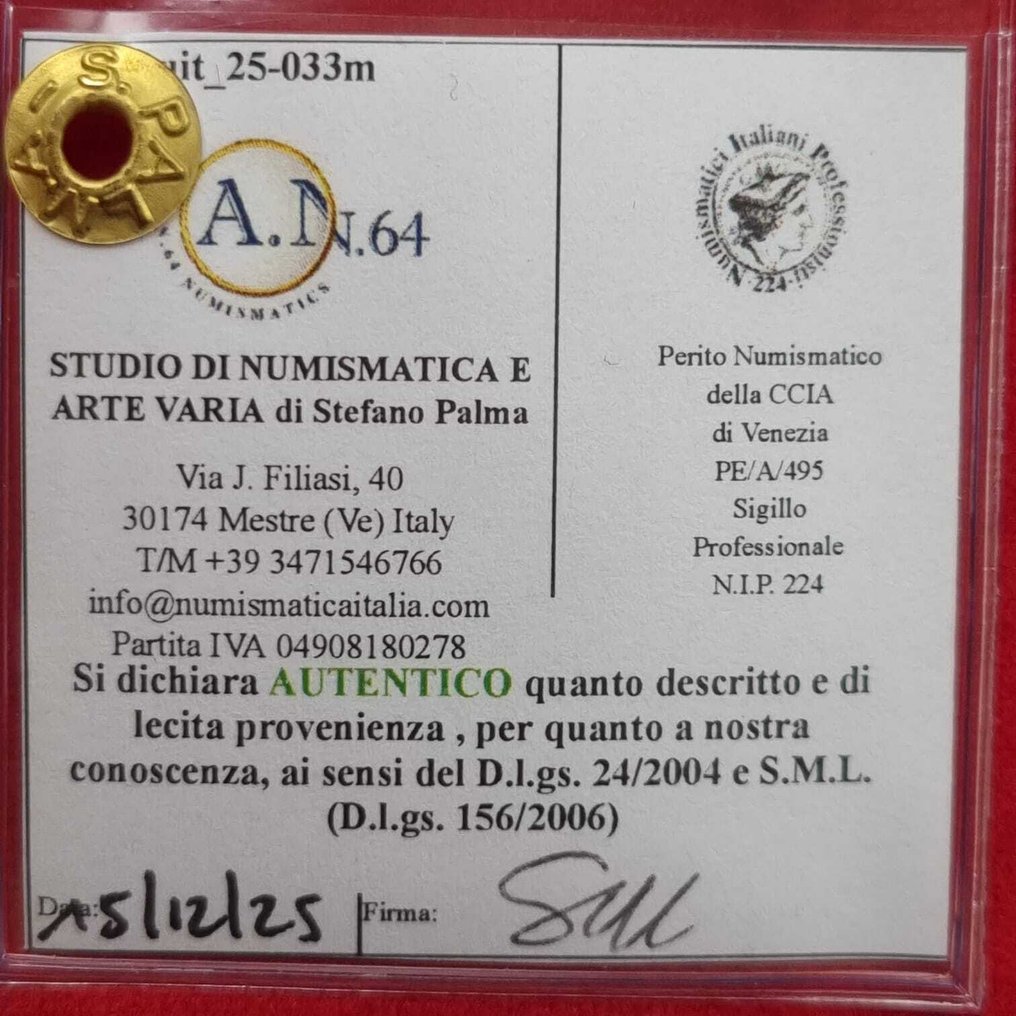 uit_25-033m
S. PAL
A.N
N.64
N.64 NUMISMATICS
STUDIO DI NUMISMATICA E
ARTE VARIA di Stefano Palma
Via J. Filiasi, 40
30174 Mestre (Ve) Italy
T/M +39 3471546766
info@numismaticaitalia.com
Partita IVA 04908180278
Numismatici Italiani Professionisti
N. 224
Perito Numismatico
della CCIA
di Venezia
PE/A/495
Sigillo
Professionale
N.I.P. 224
Si dichiara AUTENTICO quanto descritto e di
lecita provenienza , per quanto a nostra
conoscenza, ai sensi del D.l.gs. 24/2004 e S.M.L.
(D.l.gs. 156/2006)
Data: 15/12/25 Firma: